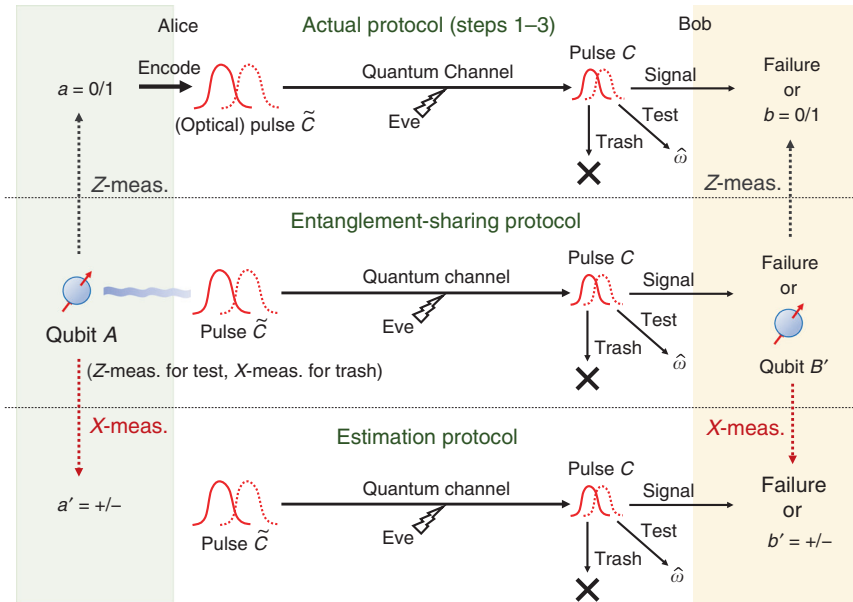 Alice
Actual protocol (steps 1–3)
Bob
a = 0/1
Encode
(Optical) pulse C̃
Quantum Channel
Eve
Pulse C
Signal
Test
Trash
ω̂
Failure
or
b = 0/1
Z-meas.
Z-meas.
Entanglement-sharing protocol
Qubit A
Pulse C̃
Quantum channel
Eve
Pulse C
Signal
Test
Trash
ω̂
Failure
or
Qubit B′
(Z-meas. for test, X-meas. for trash)
X-meas.
X-meas.
Estimation protocol
a′ = +/–
Pulse C̃
Quantum channel
Eve
Pulse C
Signal
Test
Trash
ω̂
Failure
or
b′ = +/–